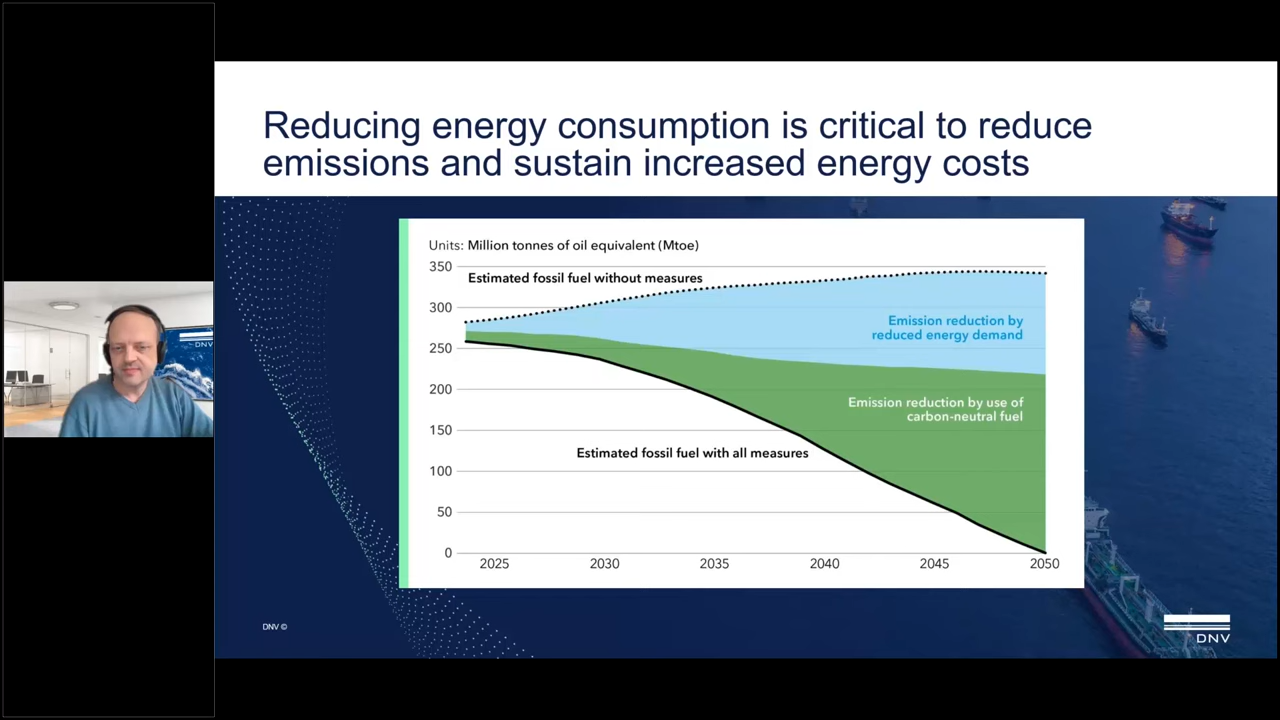 Reducing energy consumption is critical to reduce
emissions and sustain increased energy costs
Units: Million tonnes of oil equivalent (Mtoe)
350
Estimated fossil fuel without measures
300
Emission reduction by
reduced energy demand
250
200
Emission reduction by use of
carbon-neutral fuel
150
Estimated fossil fuel with all measures
100
50
0
2025 2030 2035 2040 2045 2050
DNV ©
DNV
DNV